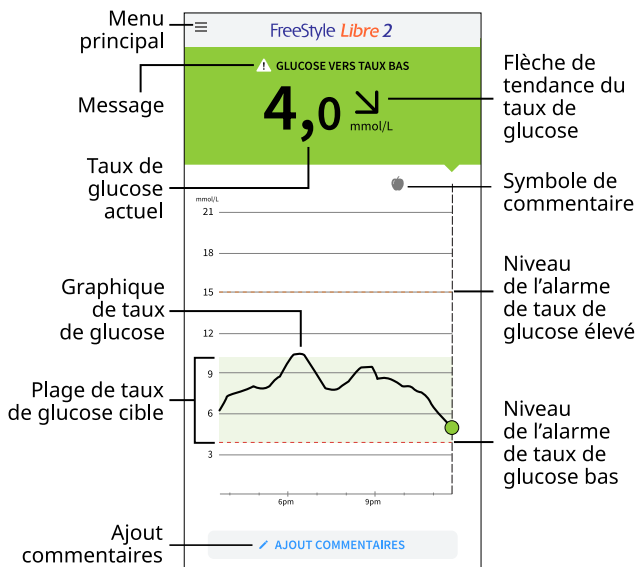 Menu
principal
FreeStyle Libre 2
GLUCOSE VERS TAUX BAS
Message
4,0
mmol/L
Flèche de
tendance du
taux de
glucose
Taux de
glucose
actuel
Symbole de
commentaire
mmol/L
21
18
15
12
9
6
3
Graphique
de taux
de glucose
Niveau
de l’alarme
de taux de
glucose élevé
Plage de taux
de glucose cible
Niveau
de l’alarme
de taux de
glucose bas
6pm
9pm
Ajout
commentaires
AJOUT COMMENTAIRES